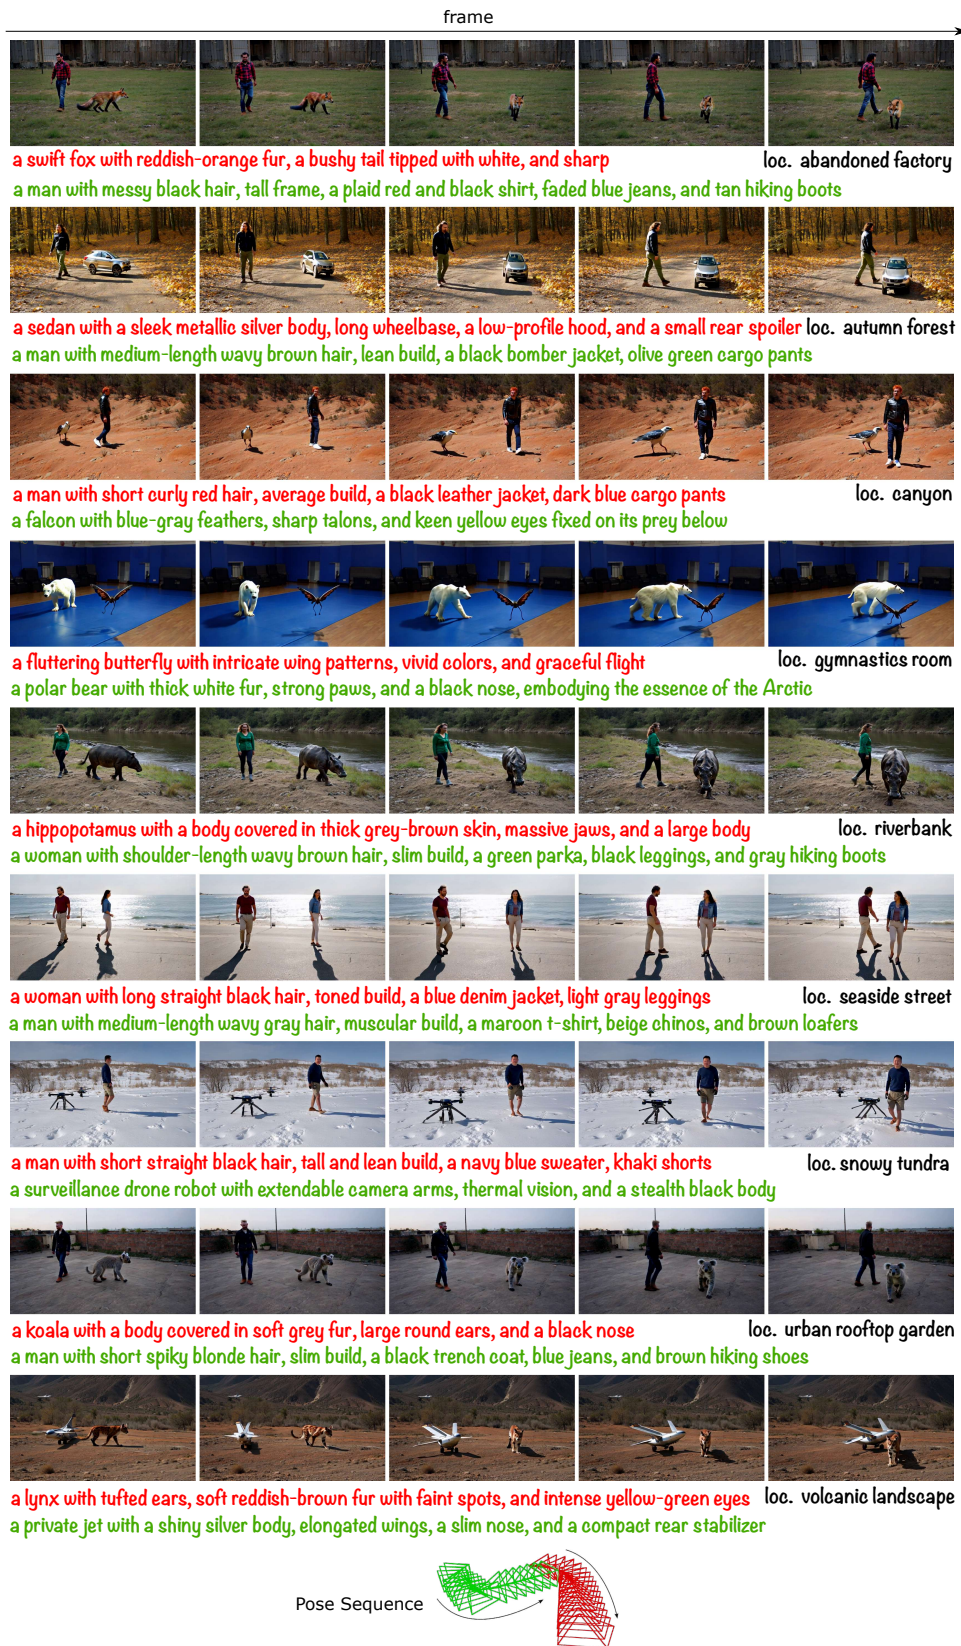 frame
a swift fox with reddish-orange fur, a bushy tail tipped with white, and sharp
loc. abandoned factory
a man with messy black hair, tall frame, a plaid red and black shirt, faded blue jeans, and tan hiking boots
a sedan with a sleek metallic silver body, long wheelbase, a low-profile hood, and a small rear spoiler
loc. autumn forest
a man with medium-length wavy brown hair, lean build, a black bomber jacket, olive green cargo pants
a man with short curly red hair, average build, a black leather jacket, dark blue cargo pants
loc. canyon
a falcon with blue-gray feathers, sharp talons, and keen yellow eyes fixed on its prey below
a fluttering butterfly with intricate wing patterns, vivid colors, and graceful flight
loc. gymnastics room
a polar bear with thick white fur, strong paws, and a black nose, embodying the essence of the Arctic
a hippopotamus with a body covered in thick grey-brown skin, massive jaws, and a large body
loc. riverbank
a woman with shoulder-length wavy brown hair, slim build, a green parka, black leggings, and gray hiking boots
a woman with long straight black hair, toned build, a blue denim jacket, light gray leggings
loc. seaside street
a man with medium-length wavy gray hair, muscular build, a maroon t-shirt, beige chinos, and brown loafers
a man with short straight black hair, tall and lean build, a navy blue sweater, khaki shorts
loc. snowy tundra
a surveillance drone robot with extendable camera arms, thermal vision, and a stealth black body
a koala with a body covered in soft grey fur, large round ears, and a black nose
loc. urban rooftop garden
a man with short spiky blonde hair, slim build, a black trench coat, blue jeans, and brown hiking shoes
a lynx with tufted ears, soft reddish-brown fur with faint spots, and intense yellow-green eyes
loc. volcanic landscape
a private jet with a shiny silver body, elongated wings, a slim nose, and a compact rear stabilizer
Pose Sequence